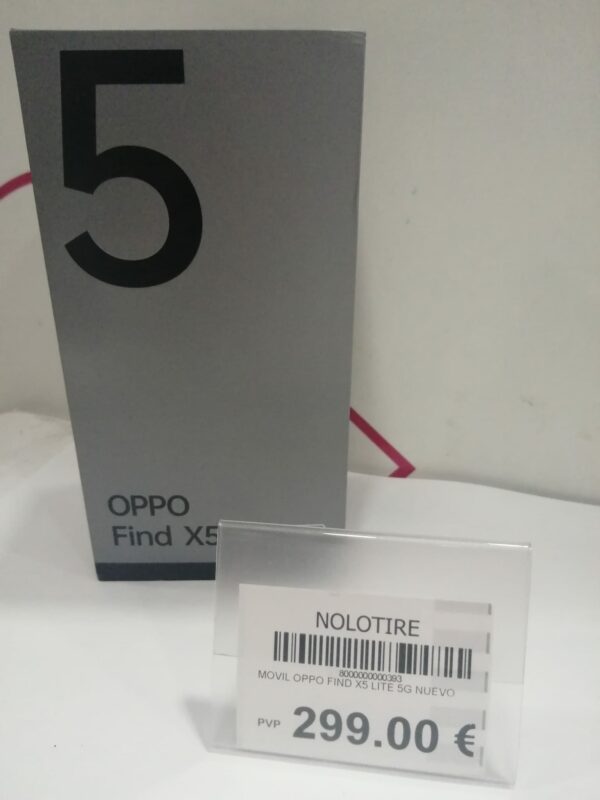 5
OPPO
Find X5
NOLOTIRE
8000000000393
MOVIL OPPO FIND X5 LITE 5G NUEVO
PVP 299.00 €